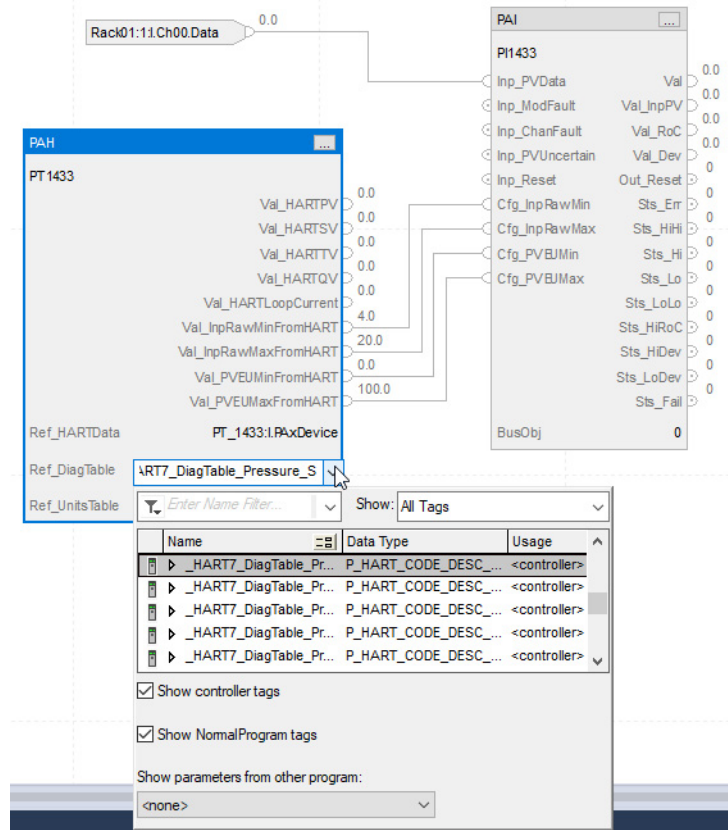 Rack01:1:I.Ch00.Data
0.0
PAI
...
PI1433
Inp_PVData
Val
0.0
Inp_ModFault
Val_InpPV
0.0
Inp_ChanFault
Val_RoC
0.0
Inp_PVUncertain
Val_Dev
0.0
Inp_Reset
Out_Reset
0
Cfg_InpRawMin
Sts_Err
0
Cfg_InpRawMax
Sts_HiHi
0
Cfg_PVEUMin
Sts_Hi
0
Cfg_PVEUMax
Sts_Lo
0
Sts_LoLo
0
Sts_HiRoC
0
Sts_HiDev
0
Sts_LoDev
0
Sts_Fail
0
BusObj
0
PAH
...
PT1433
Val_HARTPV
0.0
Val_HARTSV
0.0
Val_HARTTV
0.0
Val_HARTQV
0.0
Val_HARTLoopCurrent
0.0
Val_InpRawMinFromHART
4.0
Val_InpRawMaxFromHART
20.0
Val_PVEUMinFromHART
0.0
Val_PVEUMaxFromHART
100.0
Ref_HARTData
PT_1433:I.PAxDevice
Ref_DiagTable
ART7_DiagTable_Pressure_S
Ref_UnitsTable
Enter Name Filter...
Show: All Tags
Name Data Type Usage
_HART7_DiagTable_Pr... P_HART_CODE_DESC_... <controller>
_HART7_DiagTable_Pr... P_HART_CODE_DESC_... <controller>
_HART7_DiagTable_Pr... P_HART_CODE_DESC_... <controller>
_HART7_DiagTable_Pr... P_HART_CODE_DESC_... <controller>
_HART7_DiagTable_Pr... P_HART_CODE_DESC_... <controller>
Show controller tags
Show NormalProgram tags
Show parameters from other program:
<none>